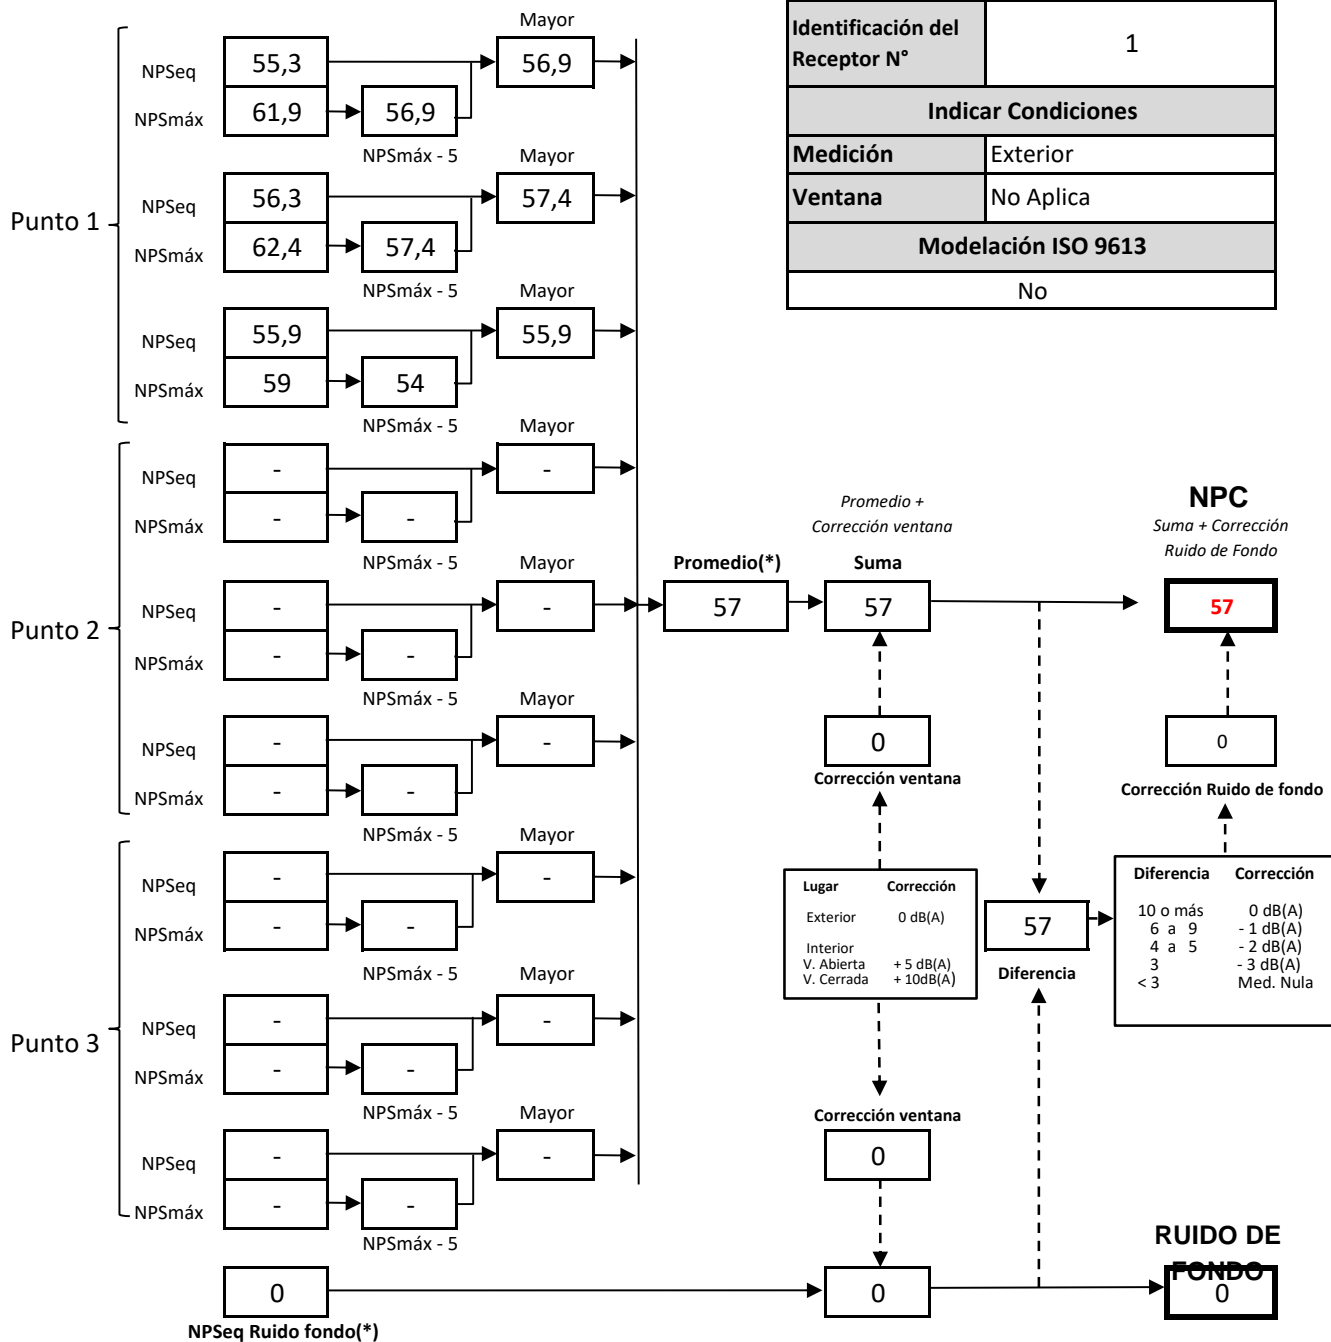 Identificación del
Receptor N°
1
Indicar Condiciones
Medición Exterior
Ventana No Aplica
Modelación ISO 9613
No
Punto 1
Mayor
NPSeq 55,3 56,9
NPSmáx 61,9 56,9
NPSmáx - 5
Mayor
NPSeq 56,3 57,4
NPSmáx 62,4 57,4
NPSmáx - 5
Mayor
NPSeq 55,9 55,9
NPSmáx 59 54
NPSmáx - 5
Punto 2
Mayor
NPSeq - -
NPSmáx - -
NPSmáx - 5
Mayor
NPSeq - -
NPSmáx - -
NPSmáx - 5
Mayor
NPSeq - -
NPSmáx - -
NPSmáx - 5
Punto 3
Mayor
NPSeq - -
NPSmáx - -
NPSmáx - 5
Mayor
NPSeq - -
NPSmáx - -
NPSmáx - 5
Mayor
NPSeq - -
NPSmáx - -
NPSmáx - 5
0
NPSeq Ruido fondo(*)
Promedio(*)
57
Promedio +
Corrección ventana
Suma
57
0
Corrección ventana
Lugar Corrección
Exterior 0 dB(A)
Interior
V. Abierta + 5 dB(A)
V. Cerrada + 10dB(A)
Corrección ventana
0
0
57
Diferencia
NPC
Suma + Corrección
Ruido de Fondo
57
0
Corrección Ruido de fondo
Diferencia Corrección
10 o más 0 dB(A)
6 a 9 - 1 dB(A)
4 a 5 - 2 dB(A)
3 - 3 dB(A)
< 3 Med. Nula
RUIDO DE
FONDO
0